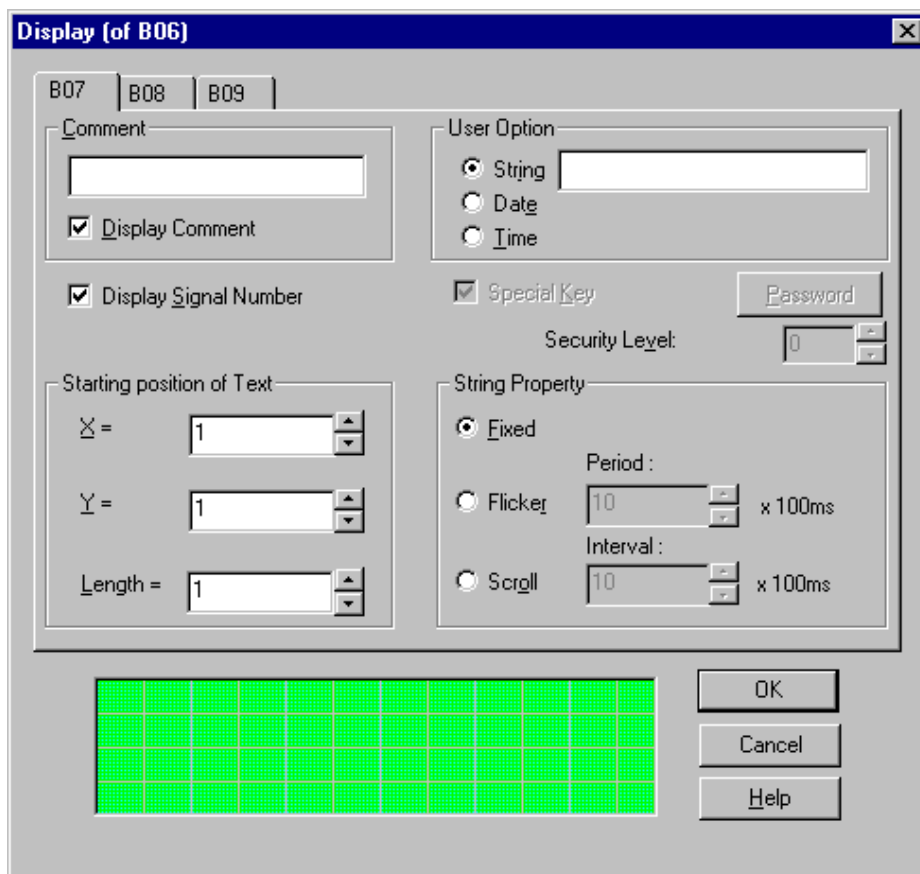 Display (of B06)
B07 B08 B09
Comment
Display Comment
User Option
String
Date
Time
Display Signal Number
Special Key Password
Security Level: 0
Starting position of Text
X = 1
Y = 1
Length = 1
String Property
Fixed
Period :
Flicker 10 x 100ms
Interval :
Scroll 10 x 100ms
OK
Cancel
Help